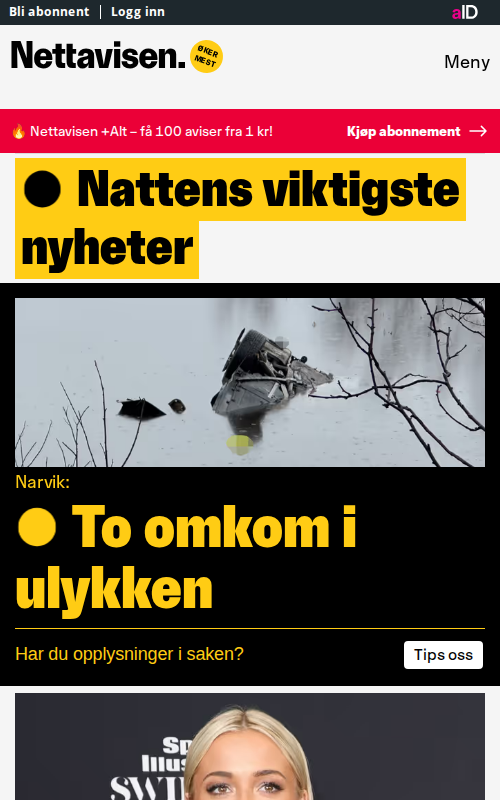 Bli abonnent Logg inn aID
Nettavisen. ØKER MEST
Meny
🔥 Nettavisen +Alt – få 100 aviser fra 1 kr! Kjøp abonnement →
Nattens viktigste
nyheter
Narvik:
To omkom i
ulykken
Har du opplysninger i saken? Tips oss